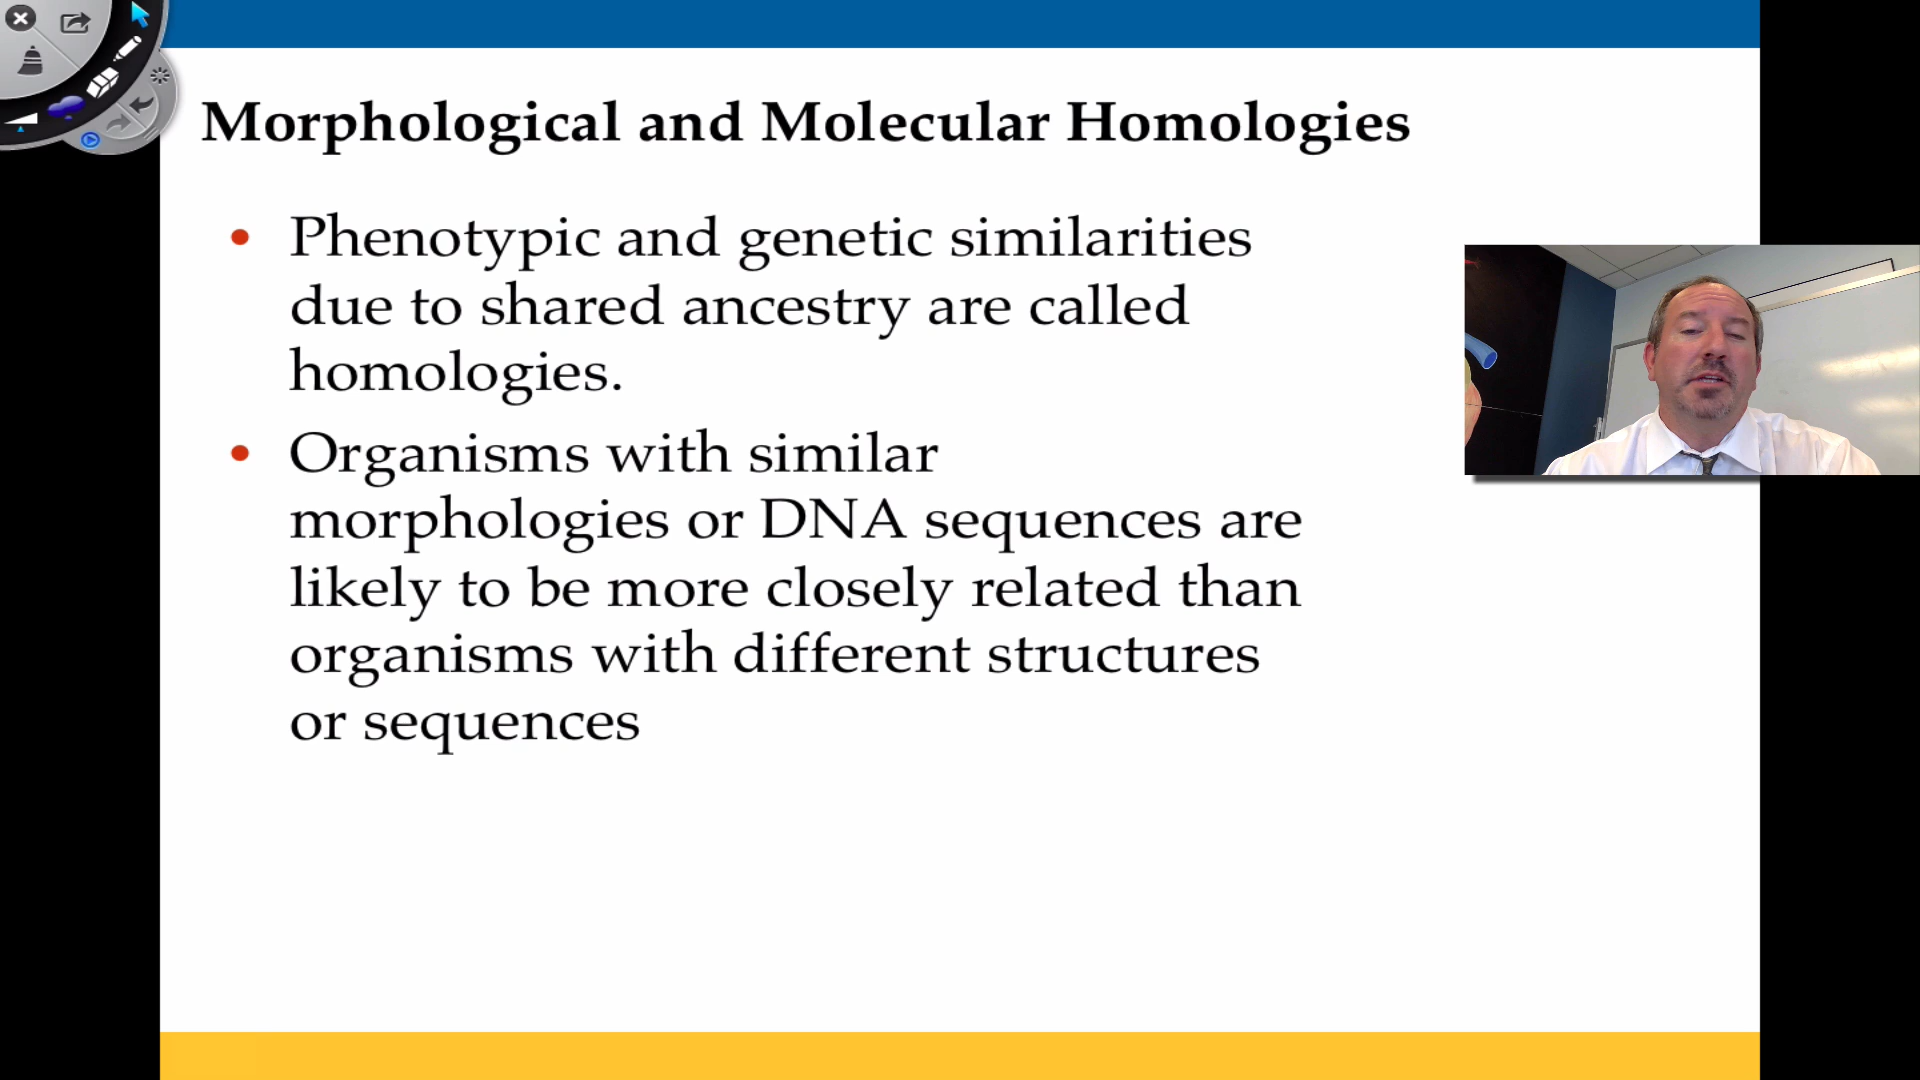 Morphological and Molecular Homologies
• Phenotypic and genetic similarities
due to shared ancestry are called
homologies.
• Organisms with similar
morphologies or DNA sequences are
likely to be more closely related than
organisms with different structures
or sequences